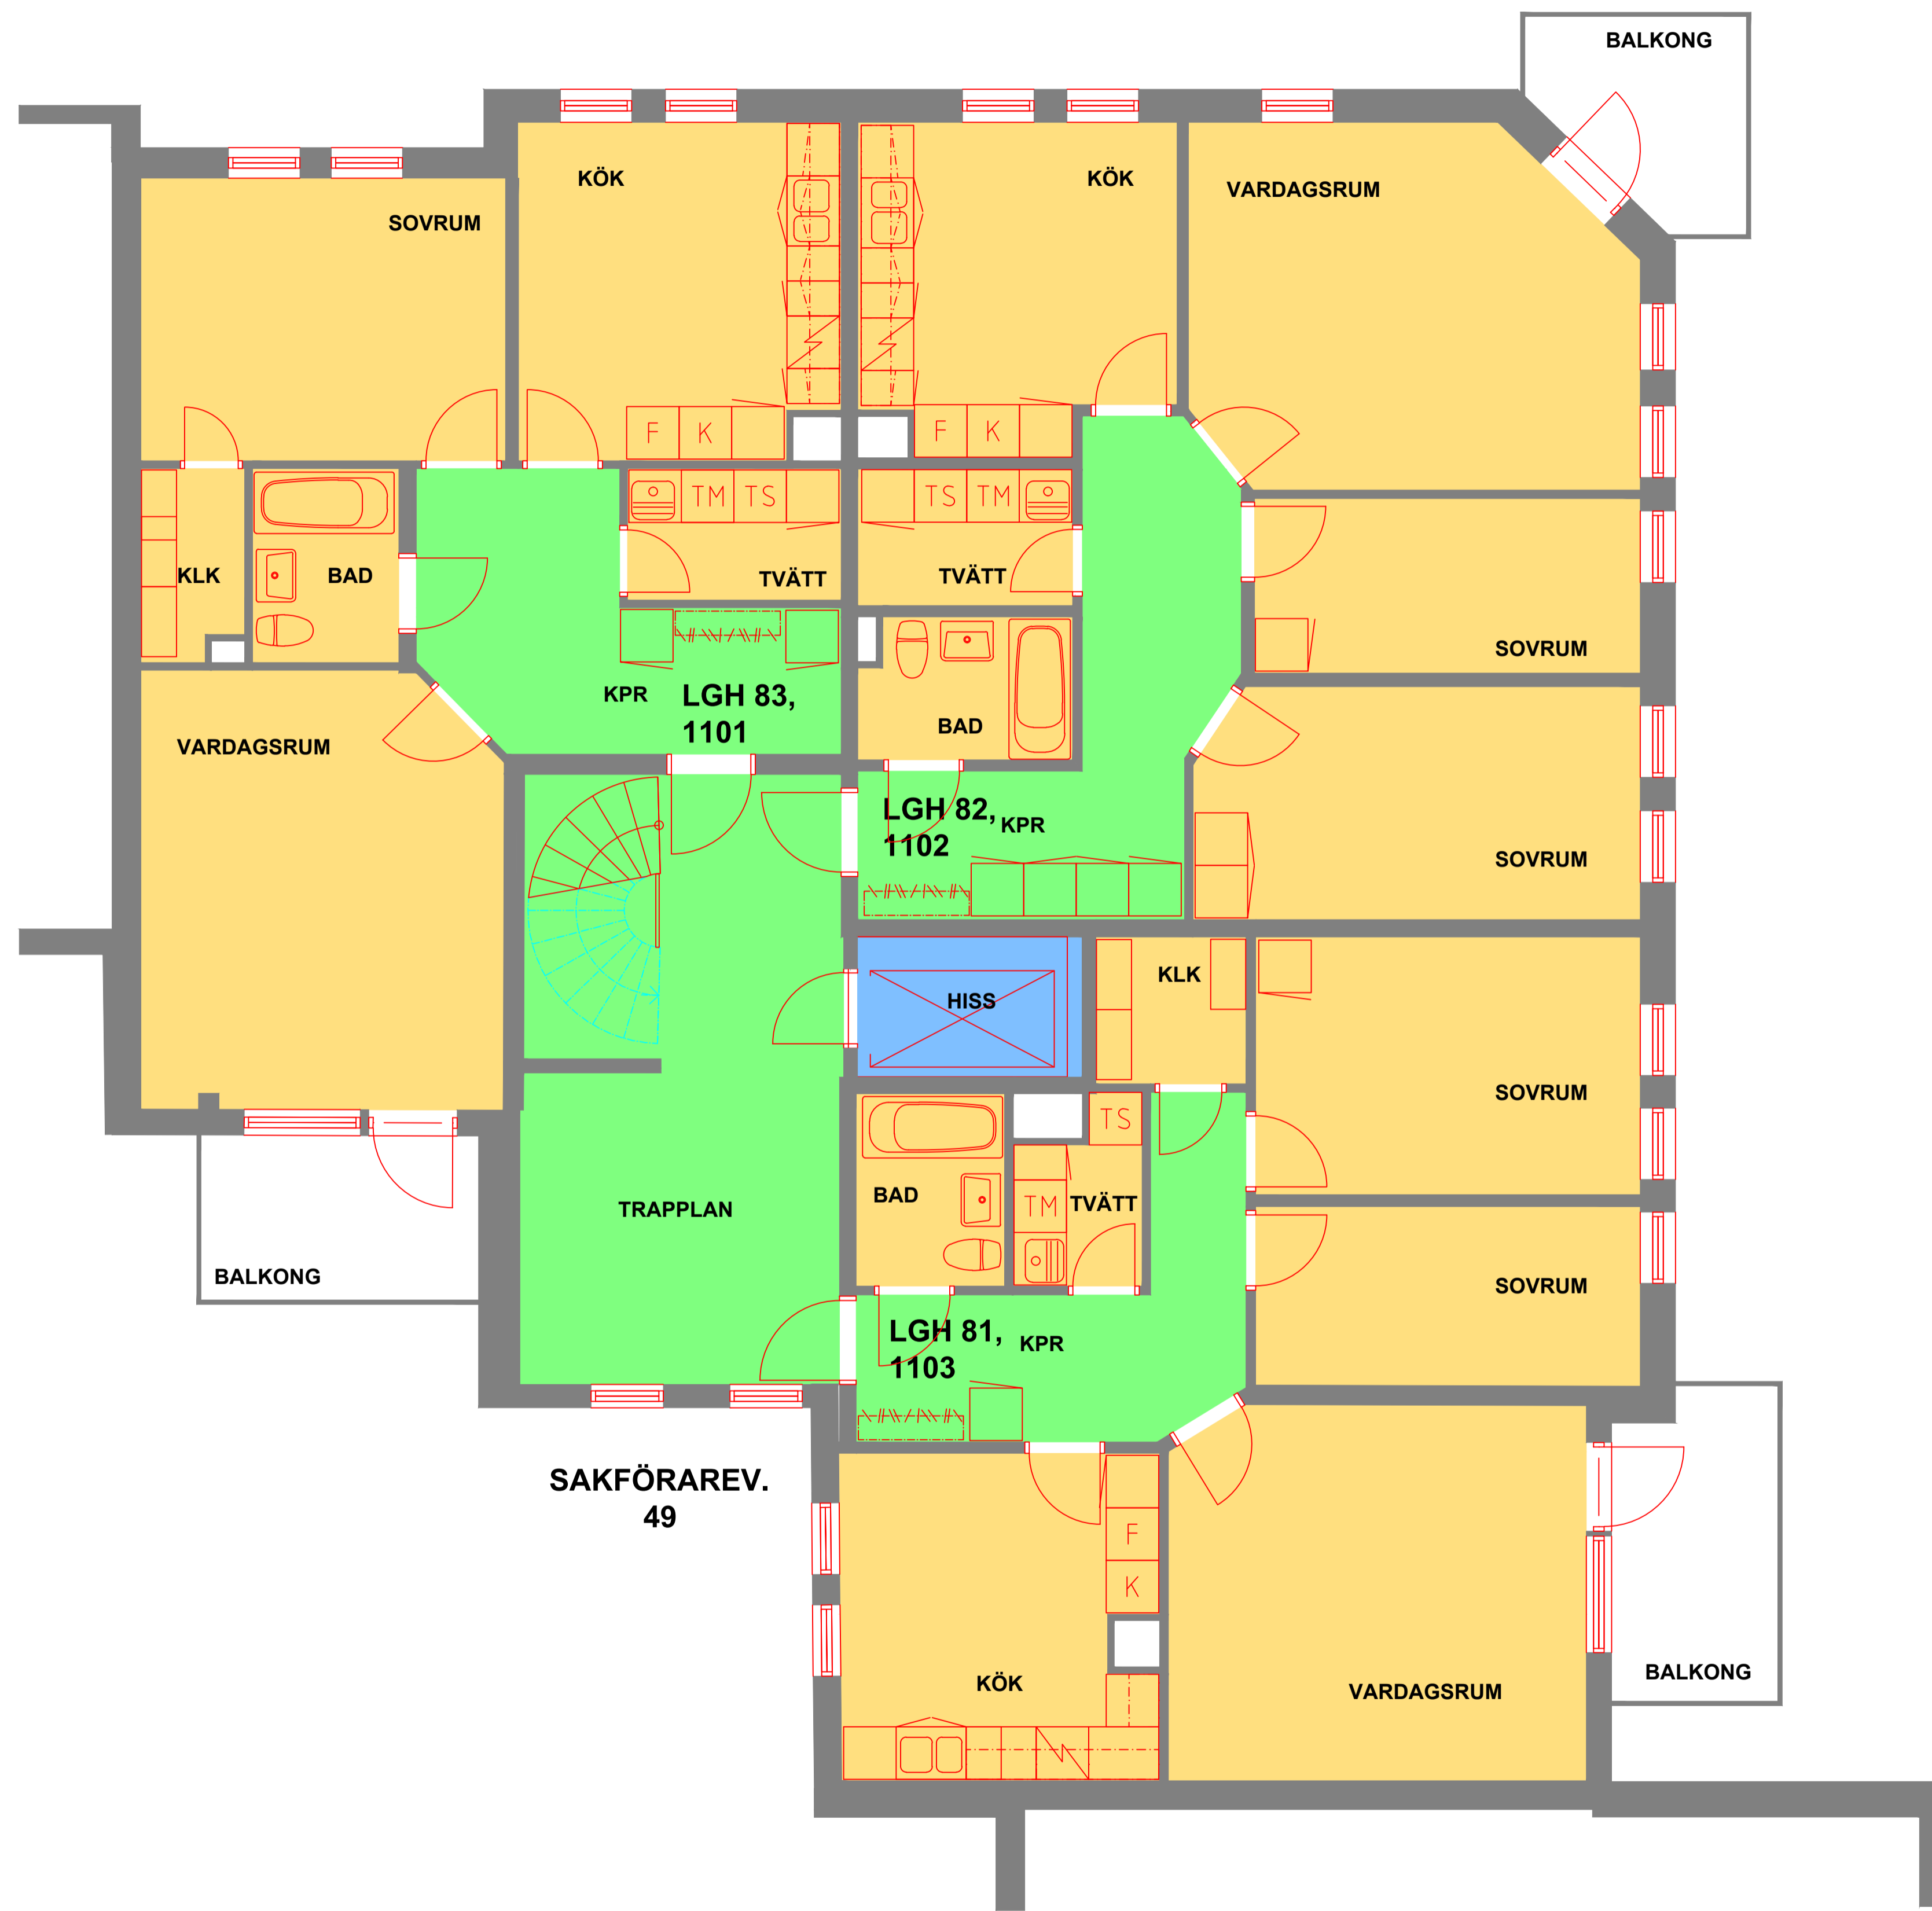 BALKONG
KÖK
KÖK
VARDAGSRUM
SOVRUM
F K
F K
TM TS
TS TM
KLK
BAD
TVÄTT
TVÄTT
SOVRUM
KPR
LGH 83,
1101
BAD
VARDAGSRUM
LGH 82,
1102
KPR
SOVRUM
KLK
HISS
SOVRUM
TS
BAD
TM
TVÄTT
TRAPPLAN
BALKONG
SOVRUM
LGH 81,
1103
KPR
SAKFÖRAREV.
49
F
K
KÖK
VARDAGSRUM
BALKONG